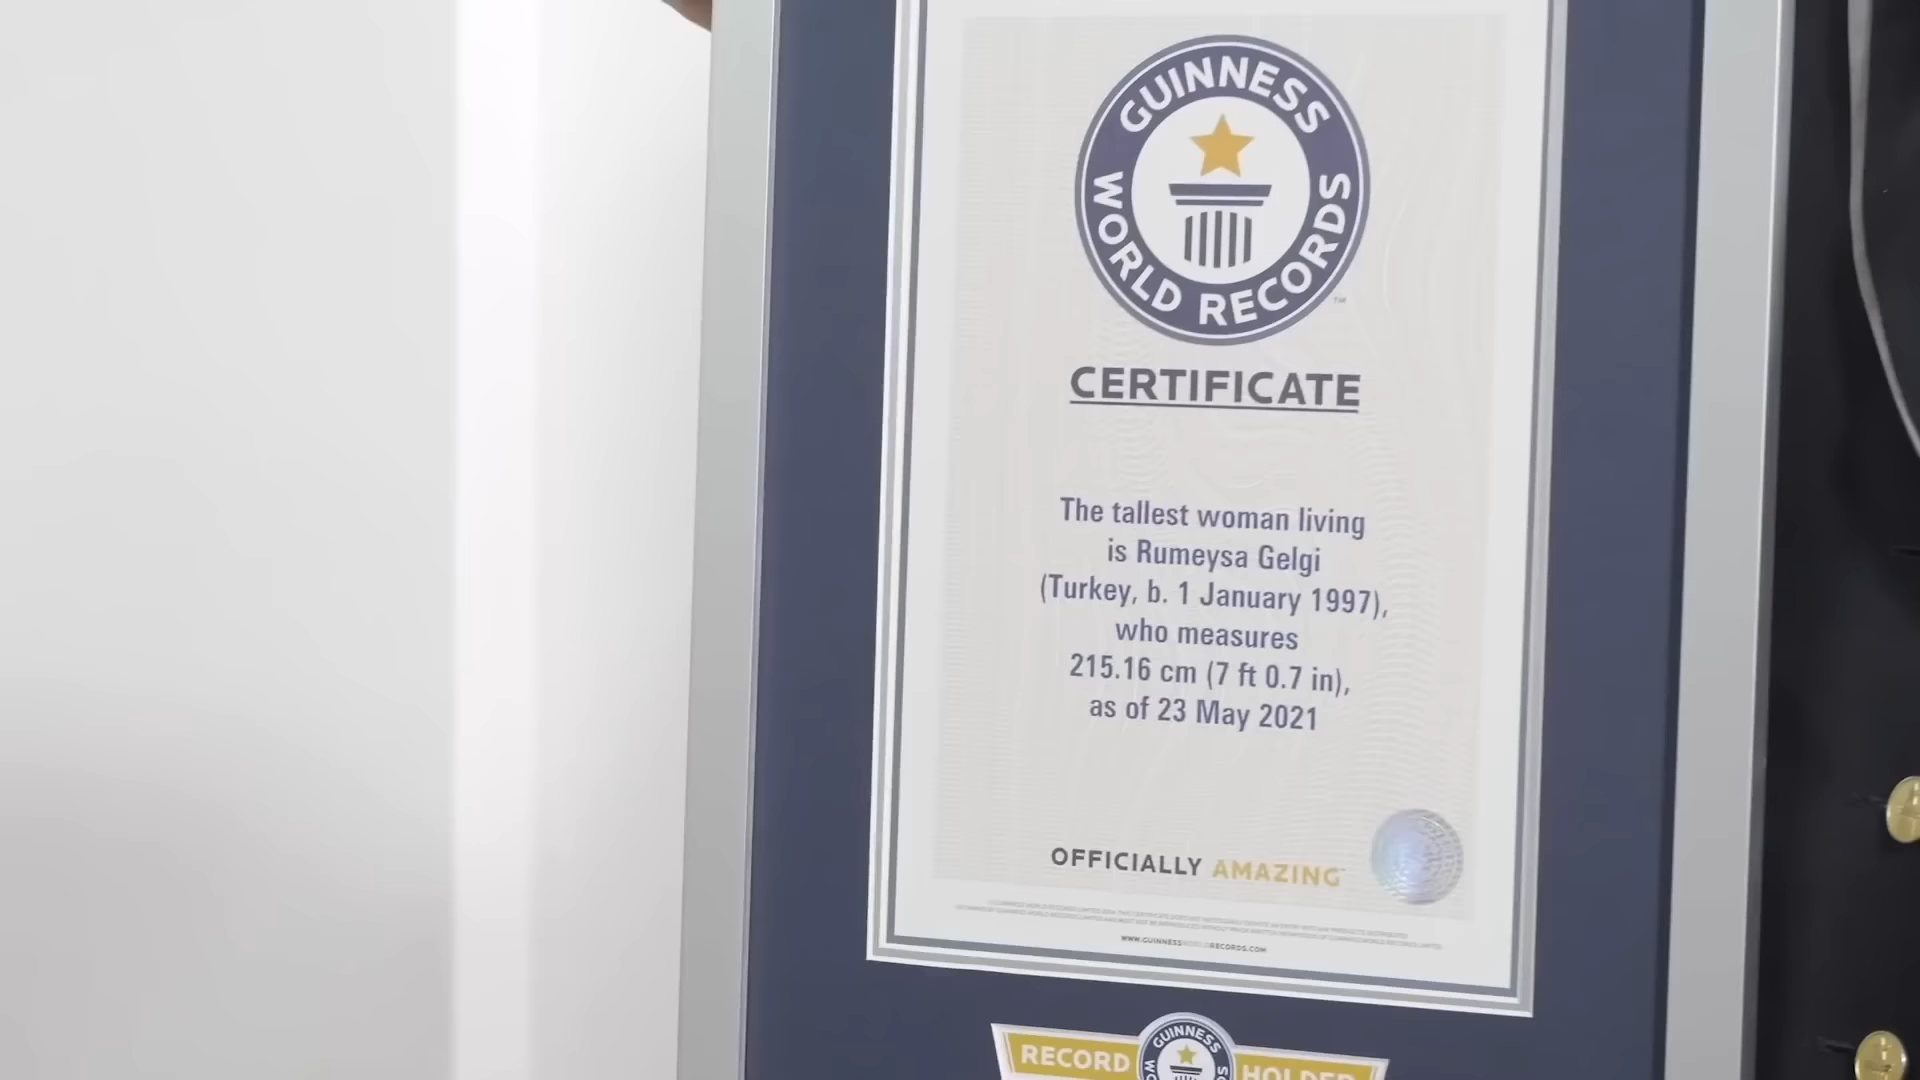 GUINNESS
WORLD RECORDS
™
CERTIFICATE
The tallest woman living
is Rumeysa Gelgi
(Turkey, b. 1 January 1997),
who measures
215.16 cm (7 ft 0.7 in),
as of 23 May 2021
OFFICIALLY AMAZING
WWW.GUINNESSWORLDRECORDS.COM
GUINNESS
RECORD HOLDER